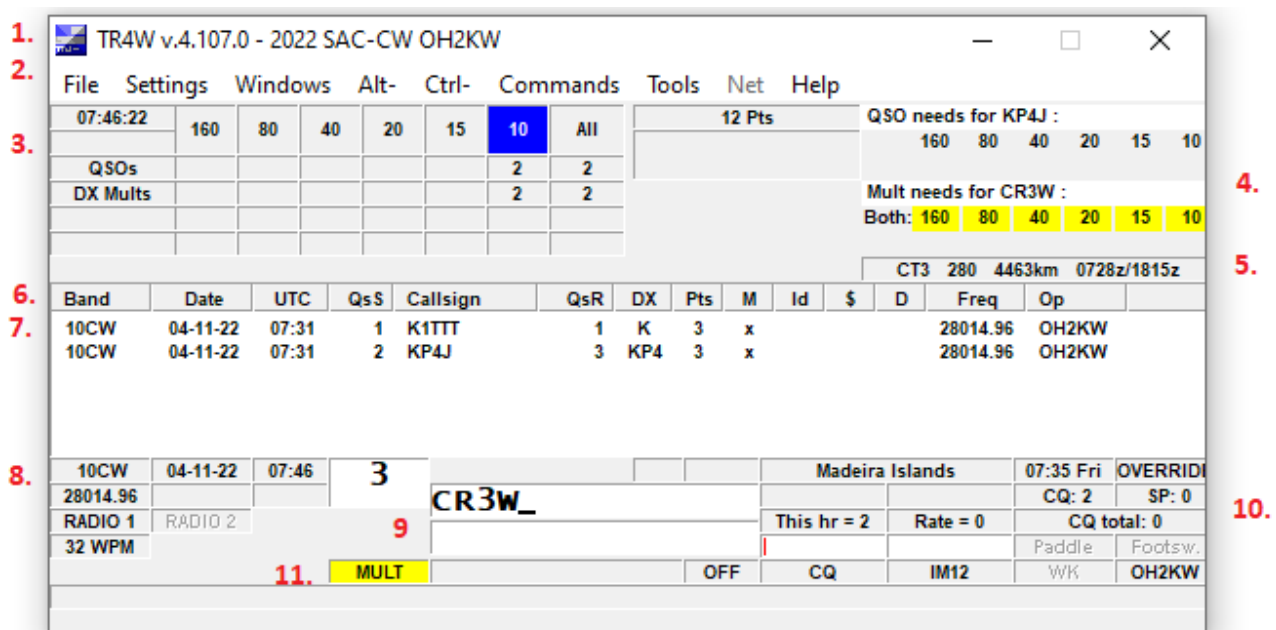 1. TR4W v.4.107.0 - 2022 SAC-CW OH2KW
2. File Settings Windows Alt- Ctrl- Commands Tools Net Help
07:46:22 160 80 40 20 15 10 All 12 Pts QSO needs for KP4J :
3. 160 80 40 20 15 10
QSOs 2 2
DX Mults 2 2 Mult needs for CR3W : 4.
Both: 160 80 40 20 15 10
CT3 280 4463km 0728z/1815z 5.
6. Band Date UTC QsS Callsign QsR DX Pts M Id $ D Freq Op
7. 10CW 04-11-22 07:31 1 K1TTT 1 K 3 x 28014.96 OH2KW
10CW 04-11-22 07:31 2 KP4J 3 KP4 3 x 28014.96 OH2KW
8. 10CW 04-11-22 07:46 3 Madeira Islands 07:35 Fri OVERRIDI
28014.96 CR3W_ CQ: 2 SP: 0 10.
RADIO 1 RADIO 2 9 This hr = 2 Rate = 0 CQ total: 0
32 WPM Paddle Footsw.
11. MULT OFF CQ IM12 WK OH2KW